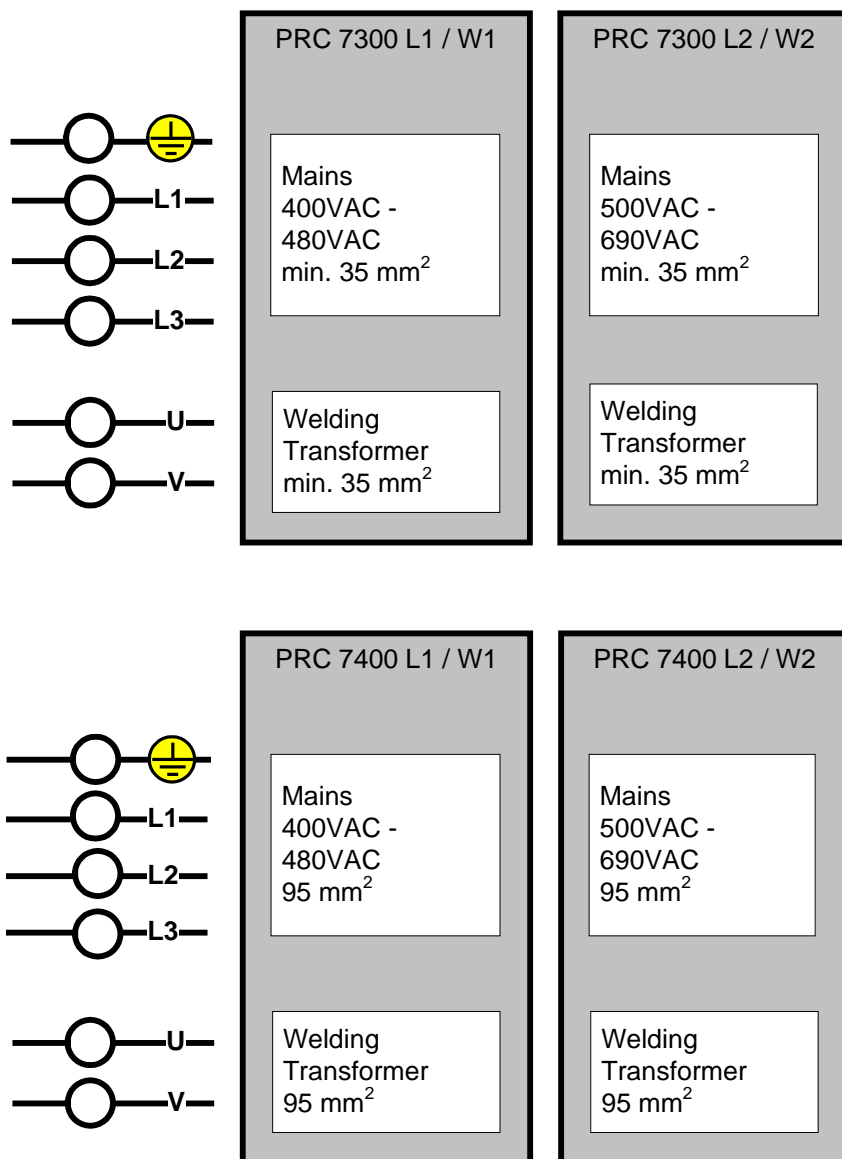 PRC 7300 L1 / W1
PRC 7300 L2 / W2
L1
L2
L3
U
V
Mains
400VAC -
480VAC
min. 35 mm²
Welding
Transformer
min. 35 mm²
Mains
500VAC -
690VAC
min. 35 mm²
Welding
Transformer
min. 35 mm²
PRC 7400 L1 / W1
PRC 7400 L2 / W2
L1
L2
L3
U
V
Mains
400VAC -
480VAC
95 mm²
Welding
Transformer
95 mm²
Mains
500VAC -
690VAC
95 mm²
Welding
Transformer
95 mm²